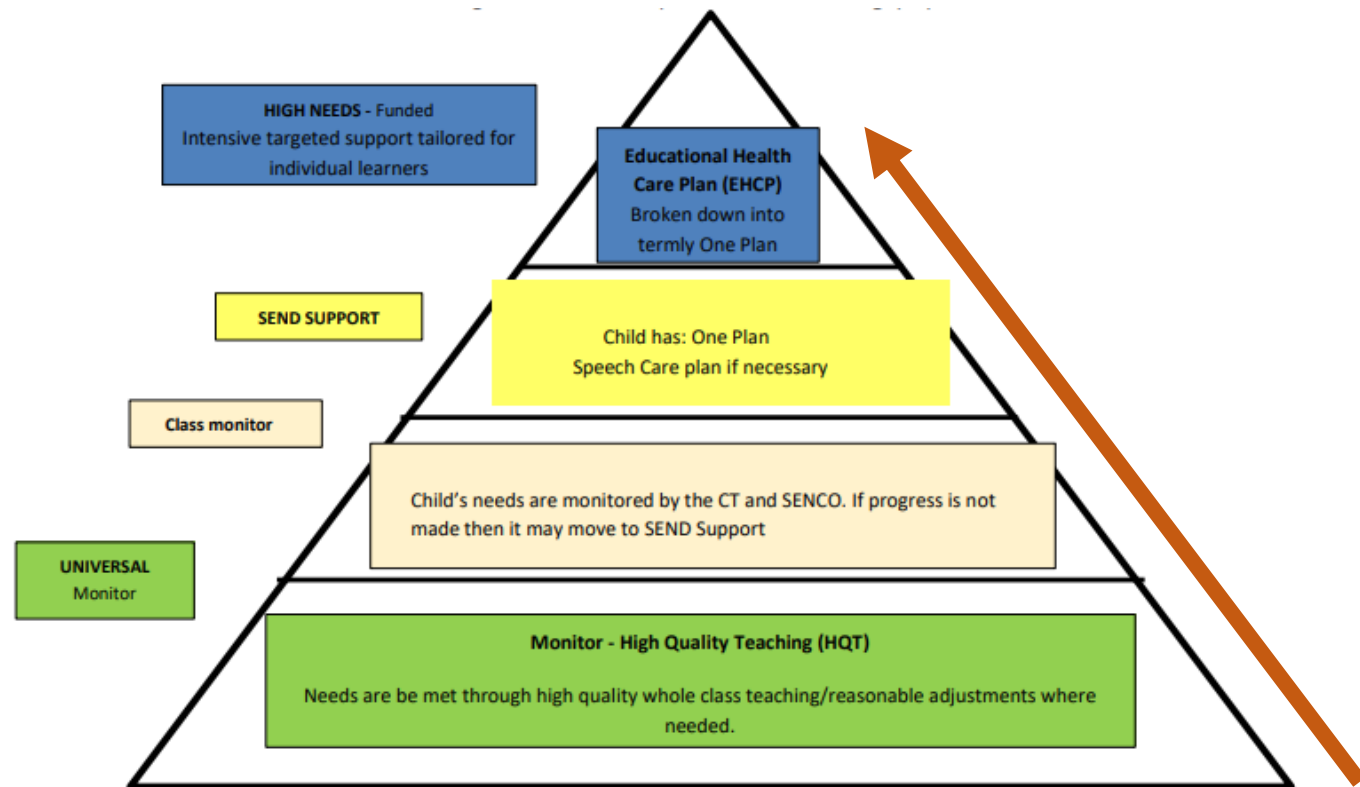 HIGH NEEDS - Funded
Intensive targeted support tailored for
individual learners
Educational Health
Care Plan (EHCP)
Broken down into
termly One Plan
SEND SUPPORT
Child has: One Plan
Speech Care plan if necessary
Class monitor
Child's needs are monitored by the CT and SENCO. If progress is not
made then it may move to SEND Support
UNIVERSAL
Monitor
Monitor - High Quality Teaching (HQT)
Needs are be met through high quality whole class teaching/reasonable adjustments where
needed.